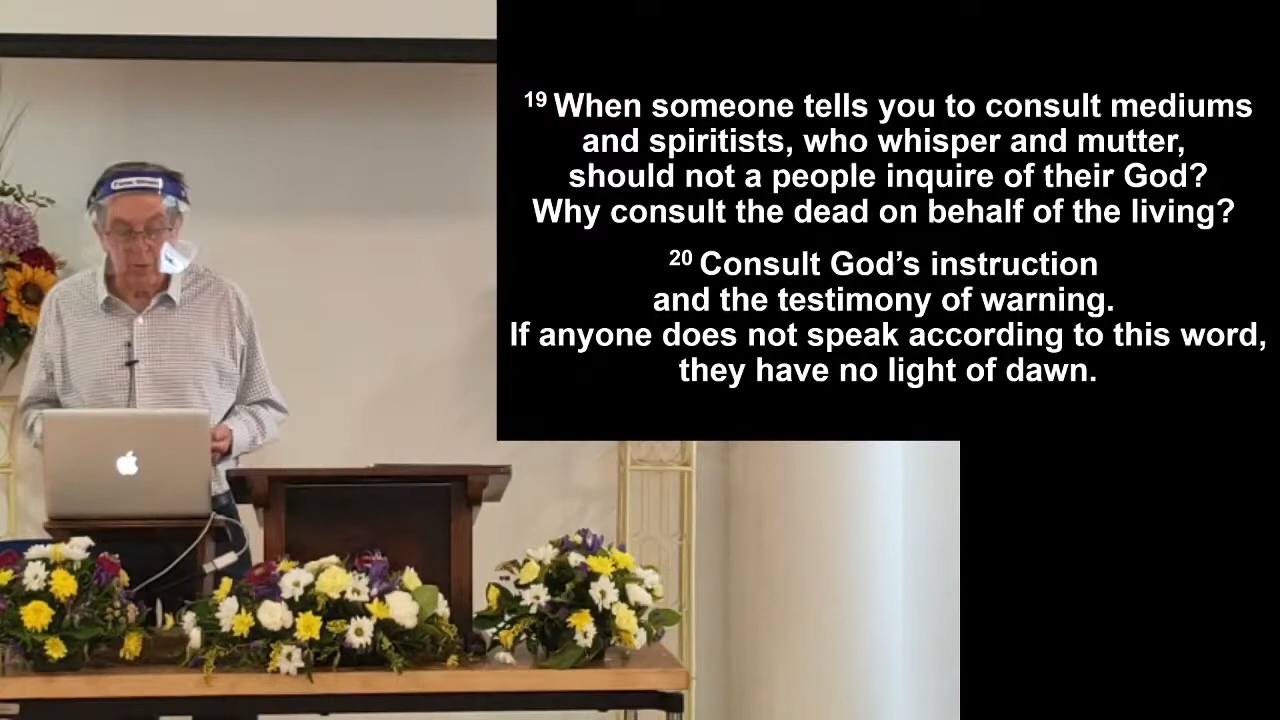 19 When someone tells you to consult mediums
and spiritists, who whisper and mutter,
should not a people inquire of their God?
Why consult the dead on behalf of the living?
20 Consult God’s instruction
and the testimony of warning.
If anyone does not speak according to this word,
they have no light of dawn.